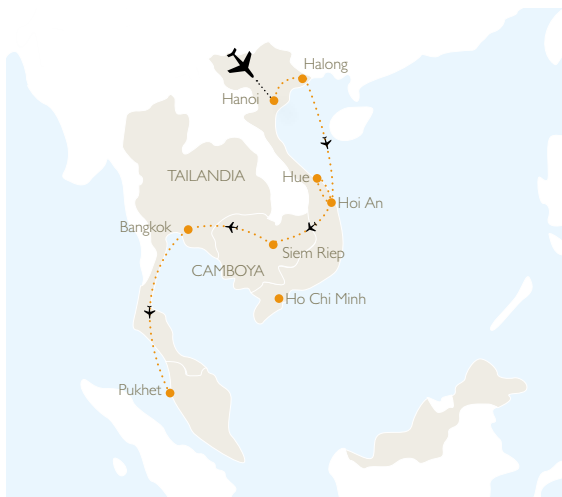 Halong
Hanoi
TAILANDIA
Hue
Hoi An
Bangkok
Siem Riep
CAMBOYA
Ho Chi Minh
Pukhet